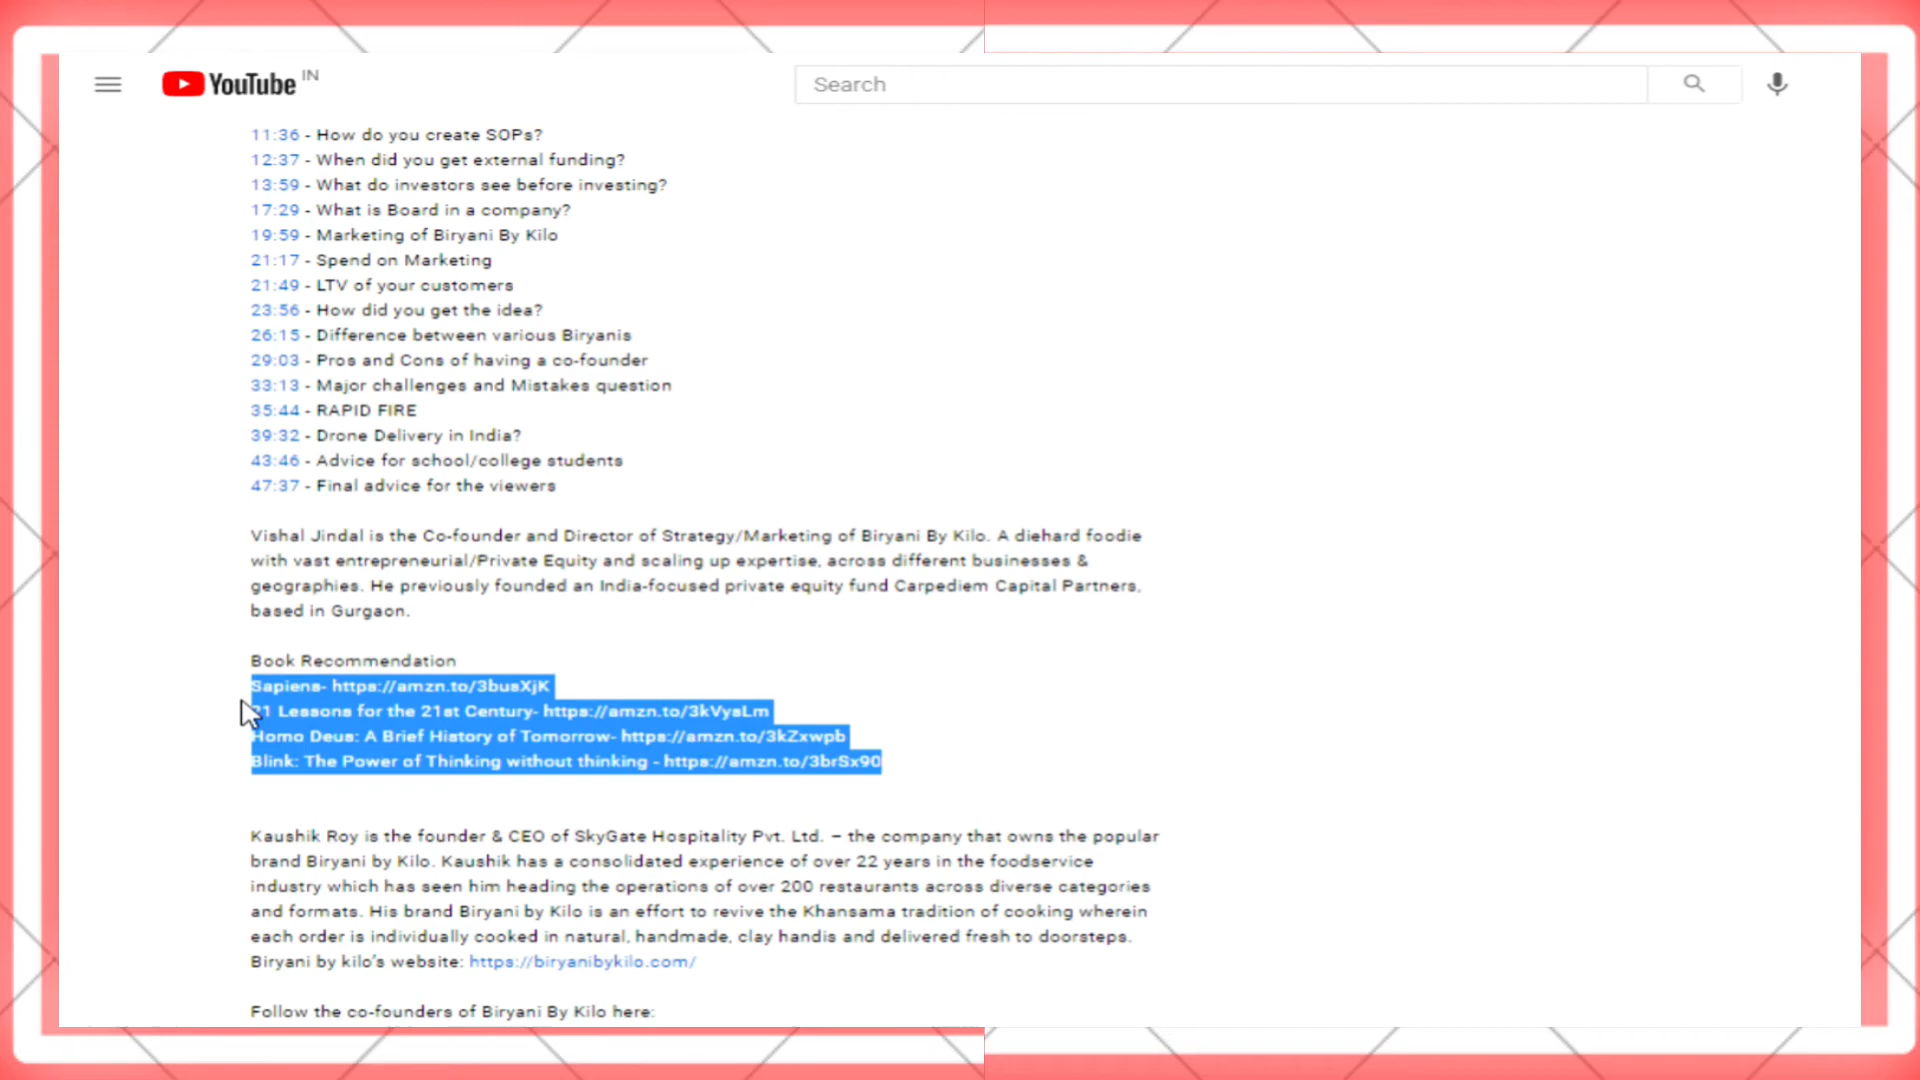 YouTube IN
Search
11:36 - How do you create SOPs?
12:37 - When did you get external funding?
13:59 - What do investors see before investing?
17:29 - What is Board in a company?
19:59 - Marketing of Biryani By Kilo
21:17 - Spend on Marketing
21:49 - LTV of your customers
23:56 - How did you get the idea?
26:15 - Difference between various Biryanis
29:03 - Pros and Cons of having a co-founder
33:13 - Major challenges and Mistakes question
35:44 - RAPID FIRE
39:32 - Drone Delivery in India?
43:46 - Advice for school/college students
47:37 - Final advice for the viewers
Vishal Jindal is the Co-founder and Director of Strategy/Marketing of Biryani By Kilo. A diehard foodie
with vast entrepreneurial/Private Equity and scaling up expertise, across different businesses &
geographies. He previously founded an India-focused private equity fund Carpediem Capital Partners,
based in Gurgaon.
Book Recommendation
Sapiens- https://amzn.to/3busXjK
21 Lessons for the 21st Century- https://amzn.to/3kVysLm
Homo Deus: A Brief History of Tomorrow- https://amzn.to/3kZxwpb
Blink: The Power of Thinking without thinking - https://amzn.to/3brSx90
Kaushik Roy is the founder & CEO of SkyGate Hospitality Pvt. Ltd. – the company that owns the popular
brand Biryani by Kilo. Kaushik has a consolidated experience of over 22 years in the foodservice
industry which has seen him heading the operations of over 200 restaurants across diverse categories
and formats. His brand Biryani by Kilo is an effort to revive the Khansama tradition of cooking wherein
each order is individually cooked in natural, handmade, clay handis and delivered fresh to doorsteps.
Biryani by kilo's website: https://biryanibykilo.com/
Follow the co-founders of Biryani By Kilo here: